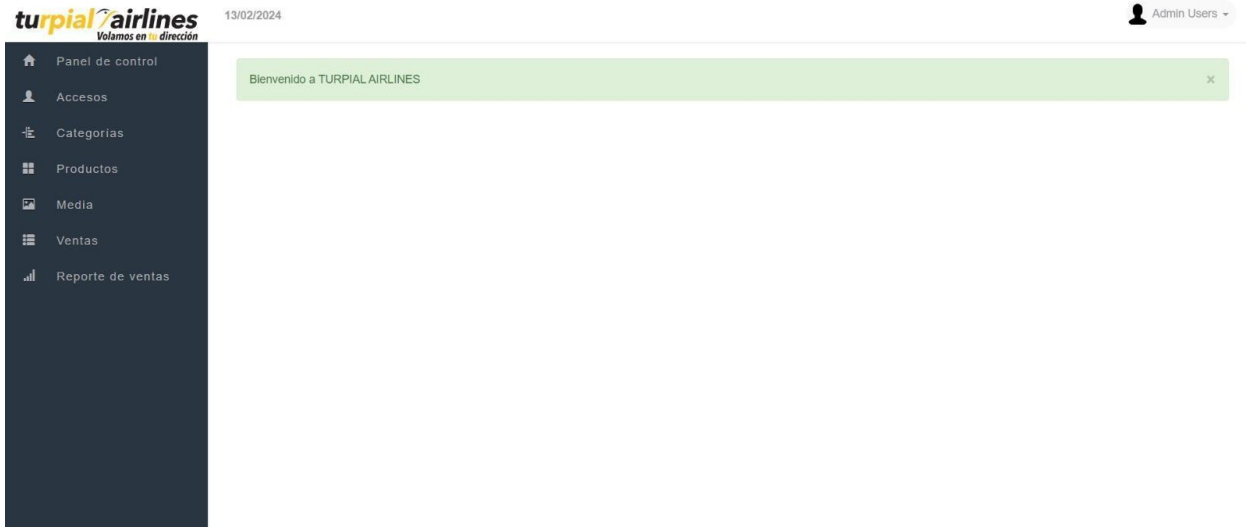 turpial airlines
Volamos en tu dirección
13/02/2024
Admin Users
Panel de control
Accesos
Categorías
Productos
Media
Ventas
Reporte de ventas
Bienvenido a TURPIAL AIRLINES
×